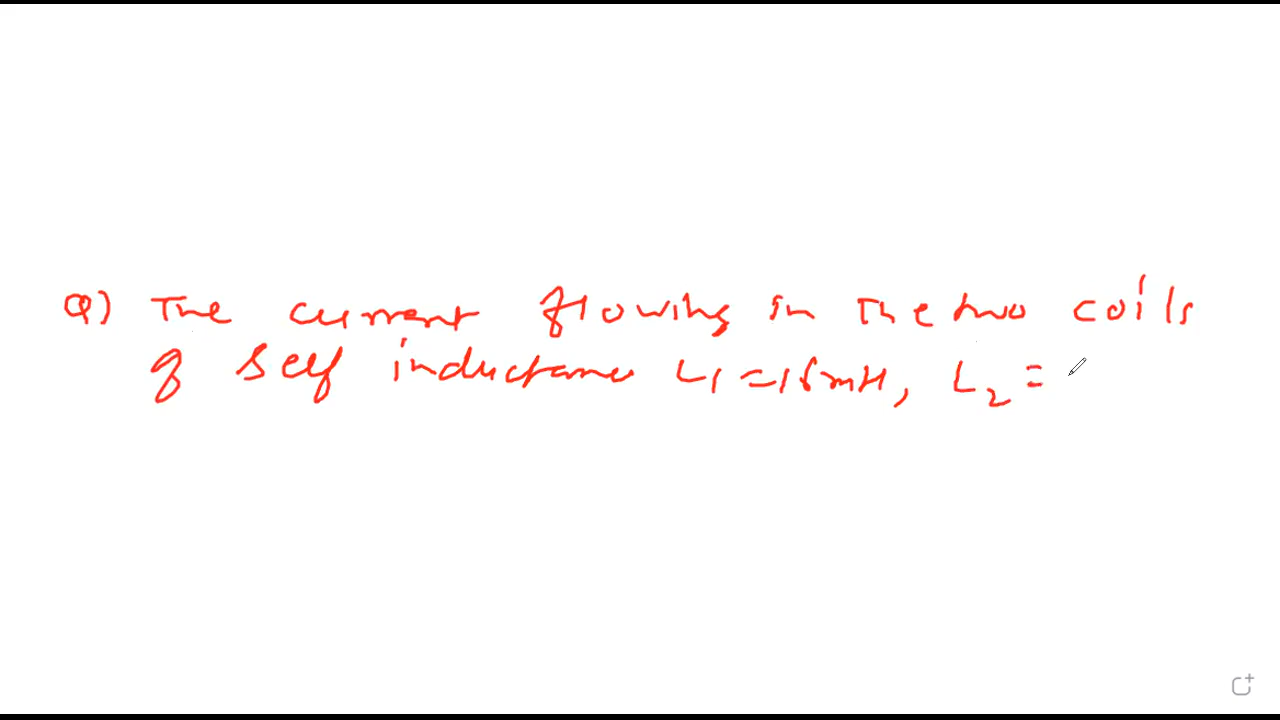 Q) The current flowing in the two coils
of self inductance L1 = 16mH, L2 =